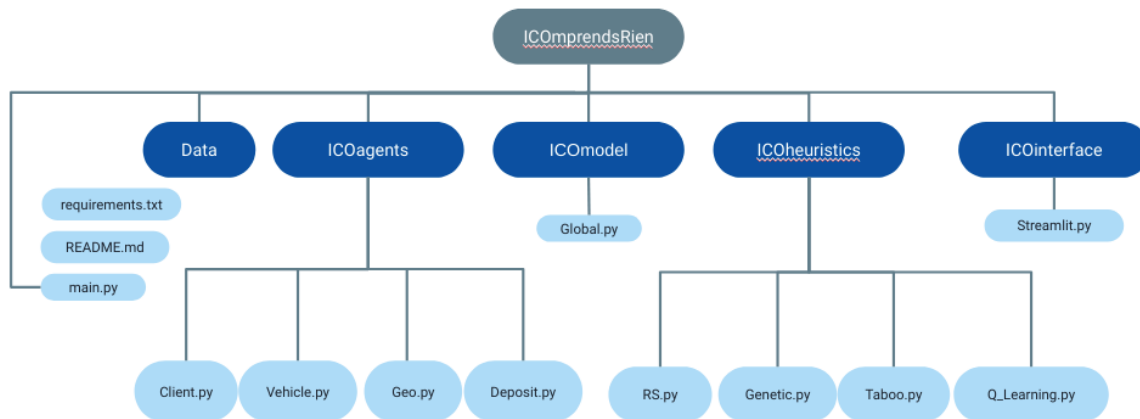 ICOmprendsRien
Data
ICOagents
ICOmodel
ICOheuristics
ICOinterface
requirements.txt
README.md
main.py
Global.py
Streamlit.py
Client.py
Vehicle.py
Geo.py
Deposit.py
RS.py
Genetic.py
Taboo.py
Q_Learning.py